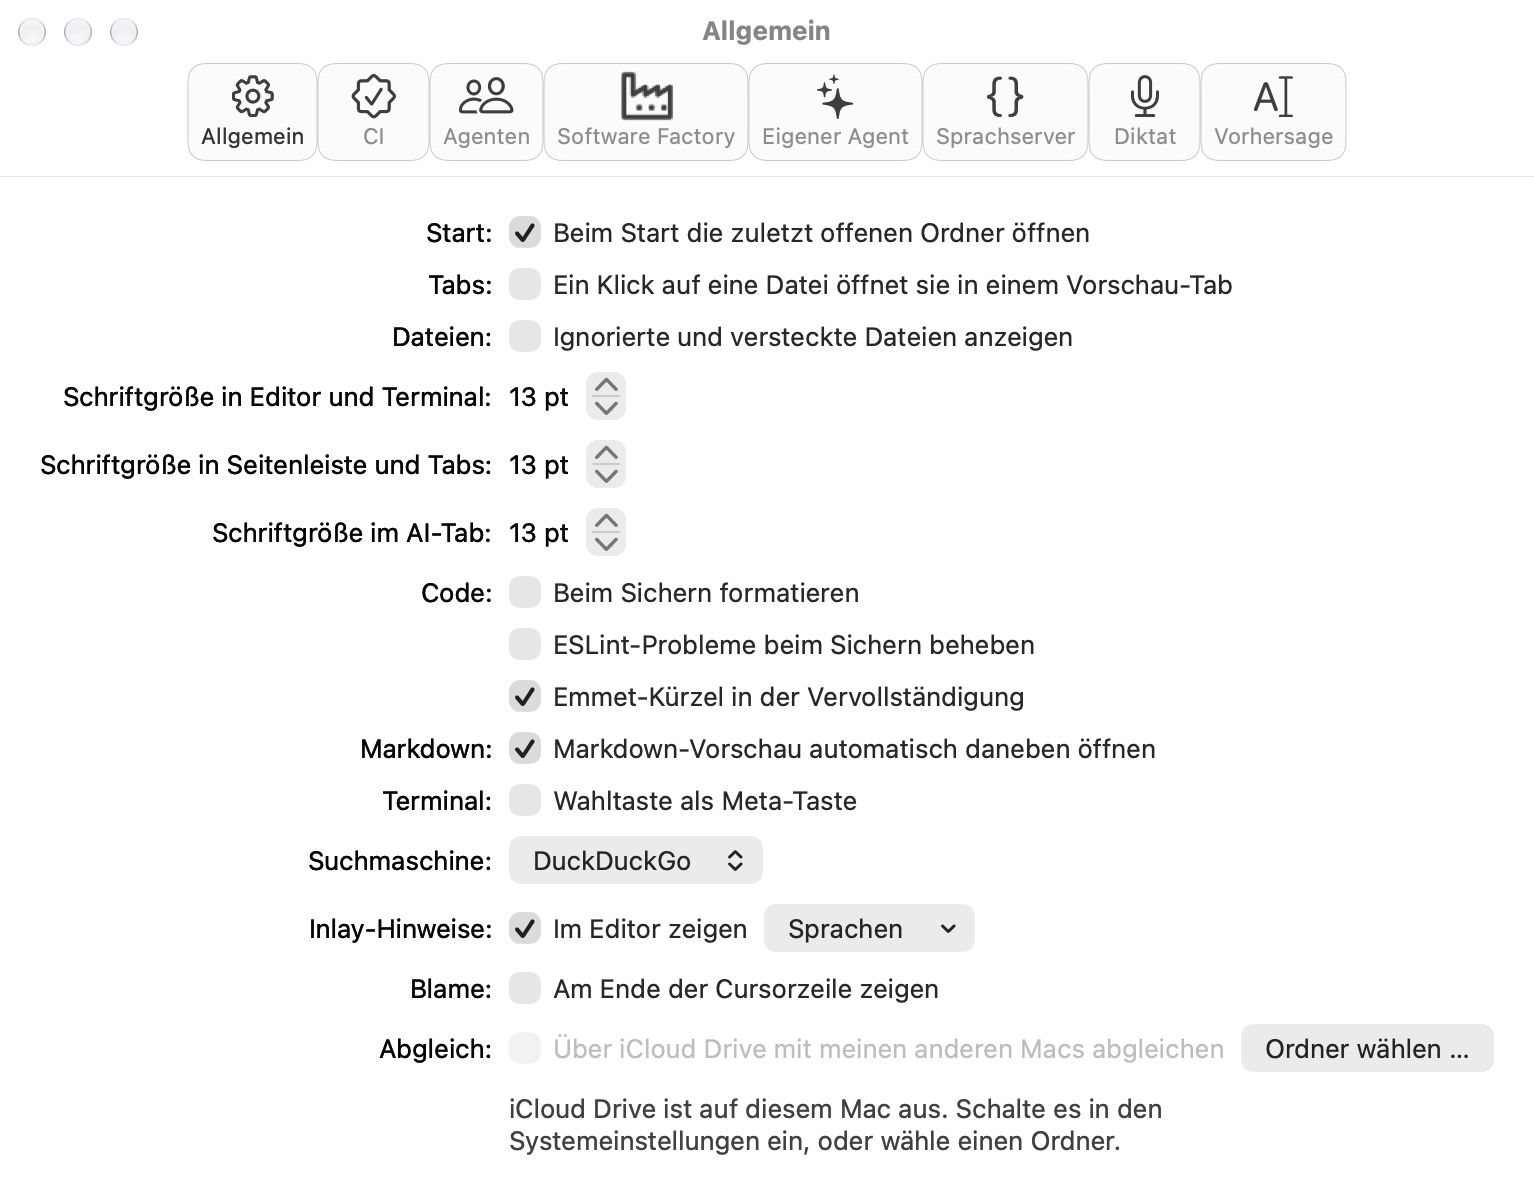 Allgemein
Allgemein CI Agenten Software Factory Eigener Agent Sprachserver Diktat Vorhersage
Start: Beim Start die zuletzt offenen Ordner öffnen
Tabs: Ein Klick auf eine Datei öffnet sie in einem Vorschau-Tab
Dateien: Ignorierte und versteckte Dateien anzeigen
Schriftgröße in Editor und Terminal: 13 pt
Schriftgröße in Seitenleiste und Tabs: 13 pt
Schriftgröße im AI-Tab: 13 pt
Code: Beim Sichern formatieren
ESLint-Probleme beim Sichern beheben
Emmet-Kürzel in der Vervollständigung
Markdown: Markdown-Vorschau automatisch daneben öffnen
Terminal: Wahltaste als Meta-Taste
Suchmaschine: DuckDuckGo
Inlay-Hinweise: Im Editor zeigen Sprachen
Blame: Am Ende der Cursorzeile zeigen
Abgleich: Über iCloud Drive mit meinen anderen Macs abgleichen Ordner wählen ...
iCloud Drive ist auf diesem Mac aus. Schalte es in den
Systemeinstellungen ein, oder wähle einen Ordner.